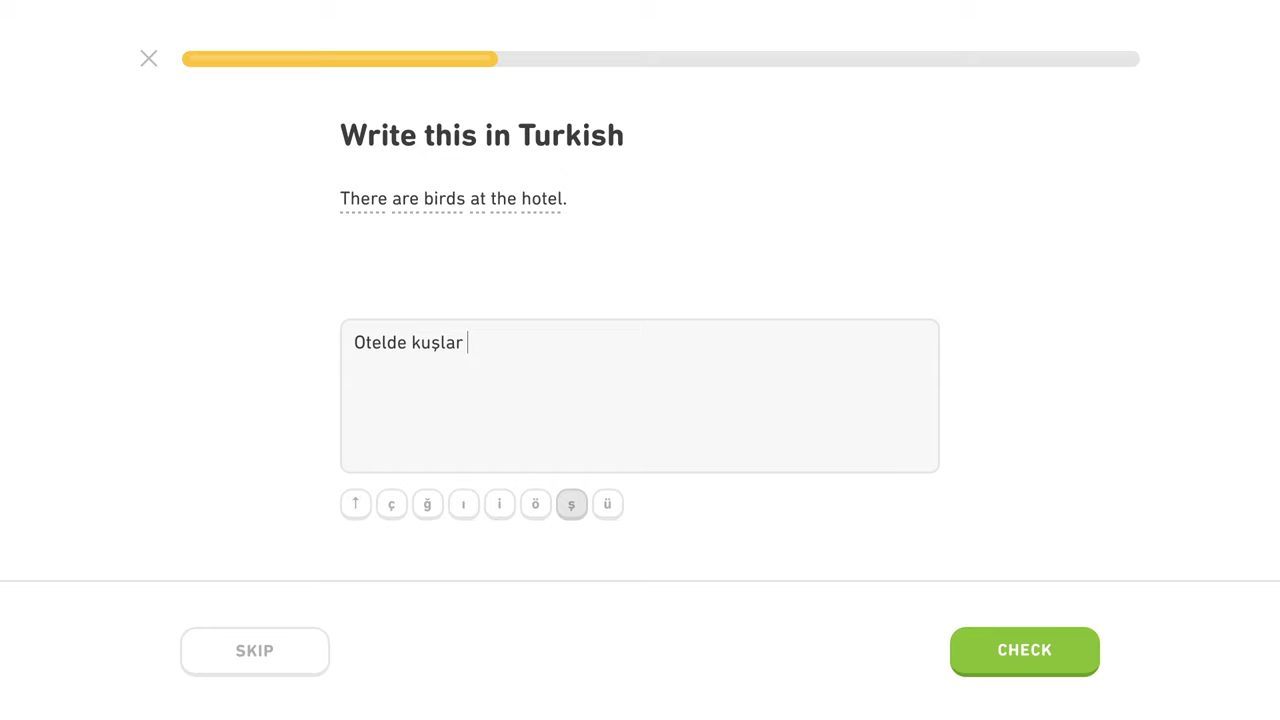 Write this in Turkish
There are birds at the hotel.
Otelde kuşlar
↑ ç ğ ı i ö ş ü
SKIP
CHECK